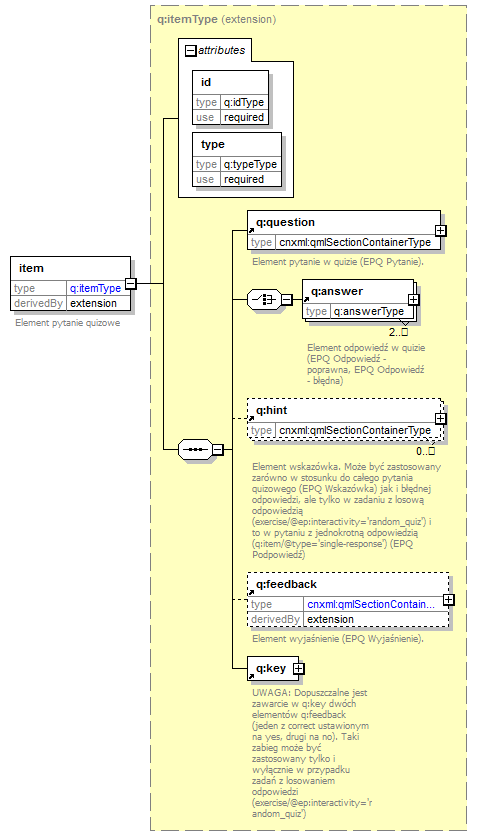 q:itemType (extension)
attributes
id
type q:idType
use required
type
type q:typeType
use required
item
type q:itemType
derivedBy extension
Element pytanie quizowe
q:question
type cnxml:qmlSectionContainerType
Element pytanie w quizie (EPQ Pytanie).
q:answer
type q:answerType
2..
Element odpowiedź w quizie
(EPQ Odpowiedź -
poprawna, EPQ Odpowiedź
- błędna)
q:hint
type cnxml:qmlSectionContainerType
0..
Element wskazówka. Może być zastosowany
zarówno w stosunku do całego pytania
quizowego (EPQ Wskazówka) jak i błędnej
odpowiedzi, ale tylko w zadaniu z losową
odpowiedzią
(exercise/@ep:interactivity='random_quiz') i
to w pytaniu z jednokrotną odpowiedzią
(q:item/@type='single-response') (EPQ
Podpowiedź)
q:feedback
type cnxml:qmlSectionContain...
derivedBy extension
Element wyjaśnienie (EPQ Wyjaśnienie).
q:key
UWAGA: Dopuszczalne jest
zawarcie w q:key dwóch
elementów q:feedback
(jeden z correct ustawionym
na yes, drugi na no). Taki
zabieg może być
zastosowany tylko i
wyłącznie w przypadku
zadań z losowaniem
odpowiedzi
(exercise/@ep:interactivity='r
andom_quiz')